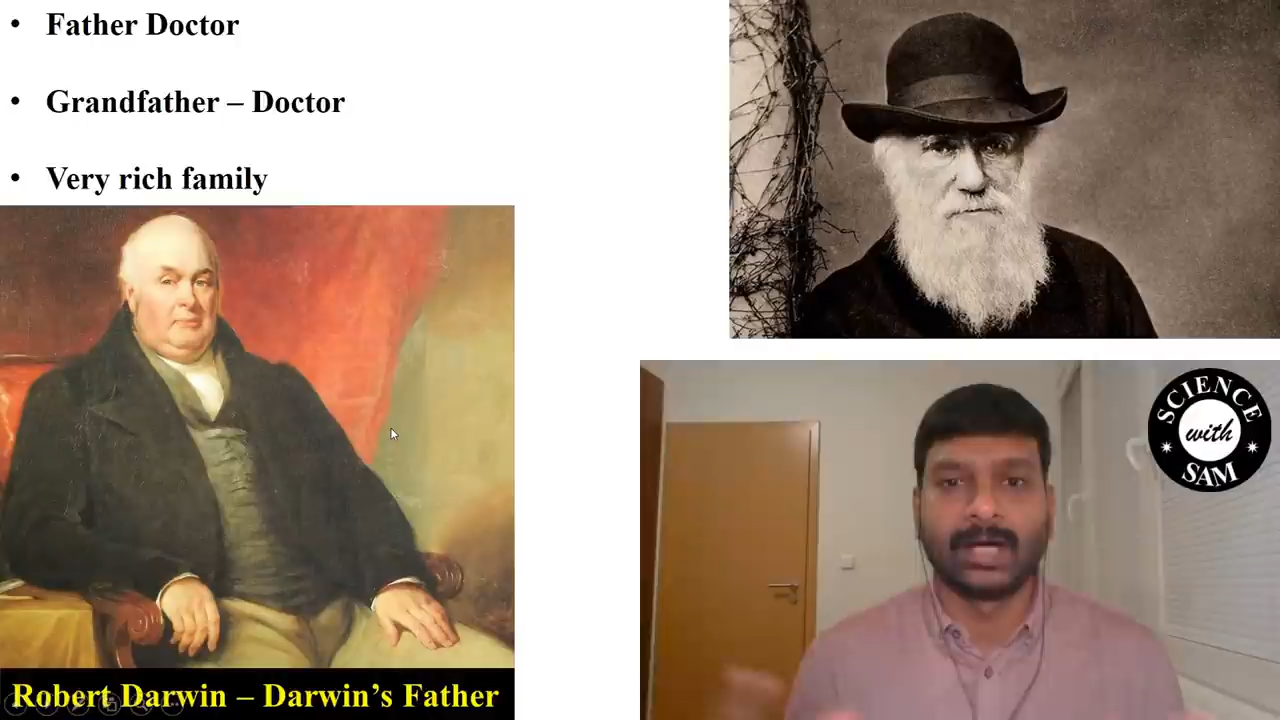 • Father Doctor
• Grandfather – Doctor
• Very rich family
Robert Darwin – Darwin's Father
SCIENCE
with
SAM